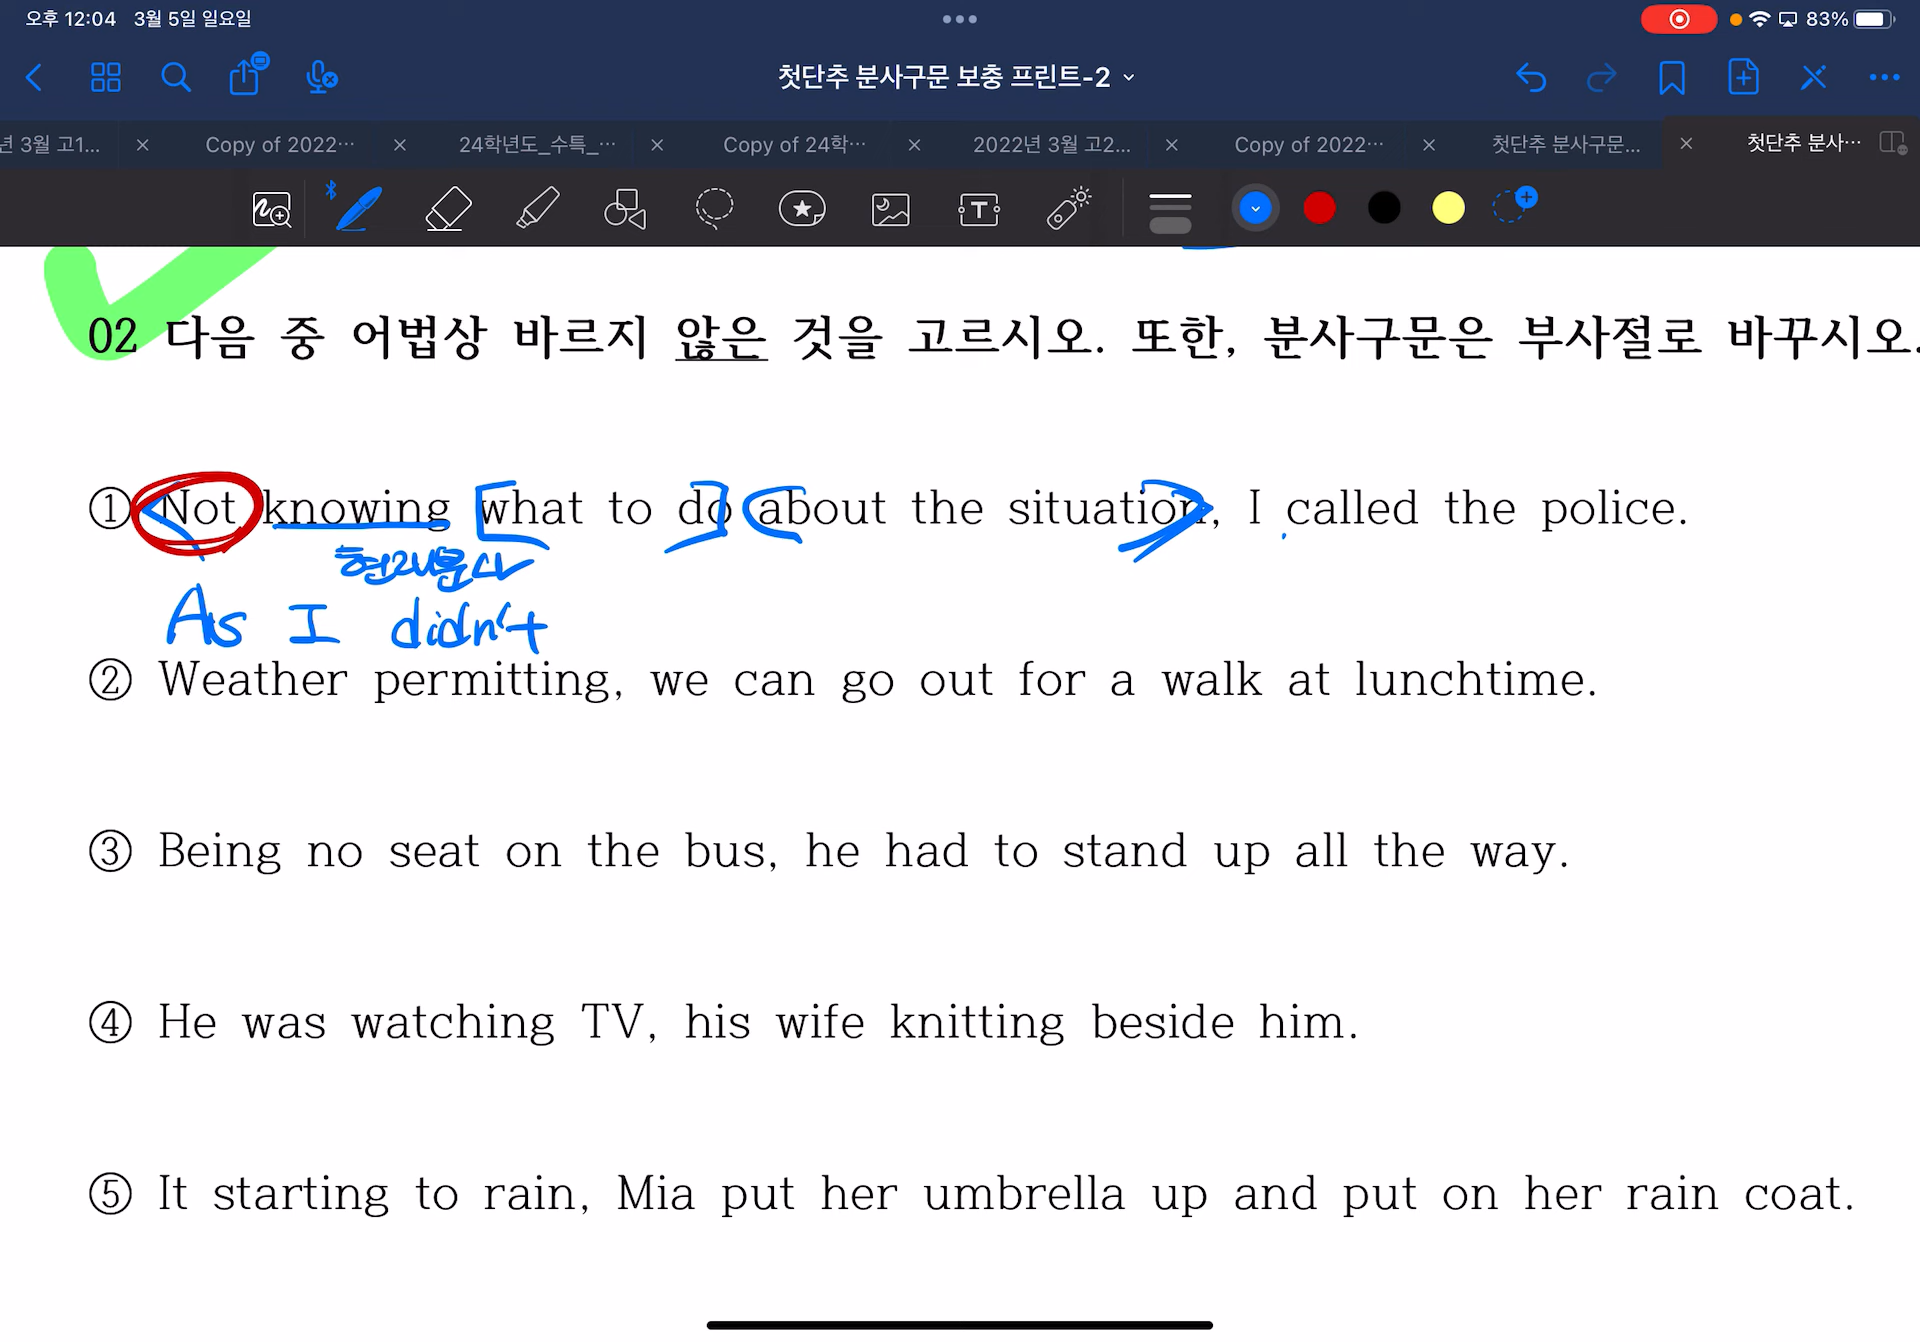 오후 12:04 3월 5일 일요일 83%
첫단추 분사구문 보충 프린트-2
년 3월 고1... Copy of 2022··· 24학년도_수특_··· Copy of 24학··· 2022년 3월 고2... Copy of 2022··· 첫단추 분사구문... 첫단추 분사···
02 다음 중 어법상 바르지 않은 것을 고르시오. 또한, 분사구문은 부사절로 바꾸시오.
① Not knowing what to do about the situation, I called the police.
현재분사
As I didn't
② Weather permitting, we can go out for a walk at lunchtime.
③ Being no seat on the bus, he had to stand up all the way.
④ He was watching TV, his wife knitting beside him.
⑤ It starting to rain, Mia put her umbrella up and put on her rain coat.